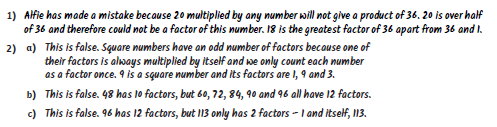 1) Alfie has made a mistake because 20 multiplied by any number will not give a product of 36. 20 is over half
of 36 and therefore could not be a factor of this number. 18 is the greatest factor of 36 apart from 36 and 1.
2) a) This is false. Square numbers have an odd number of factors because one of
their factors is always multiplied by itself and we only count each number
as a factor once. 9 is a square number and its factors are 1, 9 and 3.
b) This is false. 48 has 10 factors, but 60, 72, 84, 90 and 96 all have 12 factors.
c) This is false. 96 has 12 factors, but 113 only has 2 factors – 1 and itself, 113.